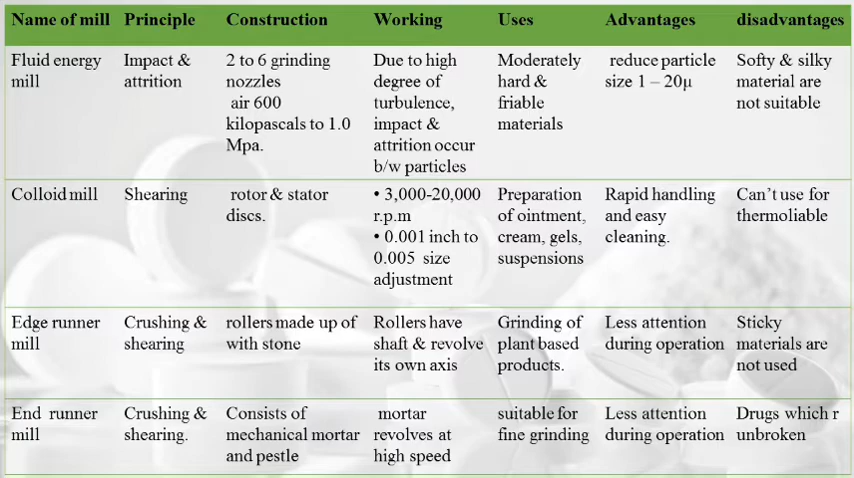 Name of mill Principle Construction Working Uses Advantages disadvantages
Fluid energy
mill
Impact &
attrition
2 to 6 grinding
nozzles
air 600
kilopascals to 1.0
Mpa.
Due to high
degree of
turbulence,
impact &
attrition occur
b/w particles
Moderately
hard &
friable
materials
reduce particle
size 1 – 20µ
Softy & silky
material are
not suitable
Colloid mill
Shearing
rotor & stator
discs.
• 3,000-20,000
r.p.m
• 0.001 inch to
0.005 size
adjustment
Preparation
of ointment,
cream, gels,
suspensions
Rapid handling
and easy
cleaning.
Can’t use for
thermoliable
Edge runner
mill
Crushing &
shearing
rollers made up of
with stone
Rollers have
shaft & revolve
its own axis
Grinding of
plant based
products.
Less attention
during operation
Sticky
materials are
not used
End runner
mill
Crushing &
shearing.
Consists of
mechanical mortar
and pestle
mortar
revolves at
high speed
suitable for
fine grinding
Less attention
during operation
Drugs which r
unbroken